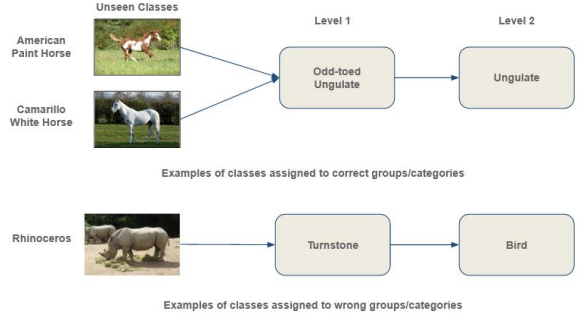 Unseen Classes
Level 1
Level 2
American
Paint Horse
Odd-toed
Ungulate
Ungulate
Camarillo
White Horse
Examples of classes assigned to correct groups/categories
Rhinoceros
Turnstone
Bird
Examples of classes assigned to wrong groups/categories